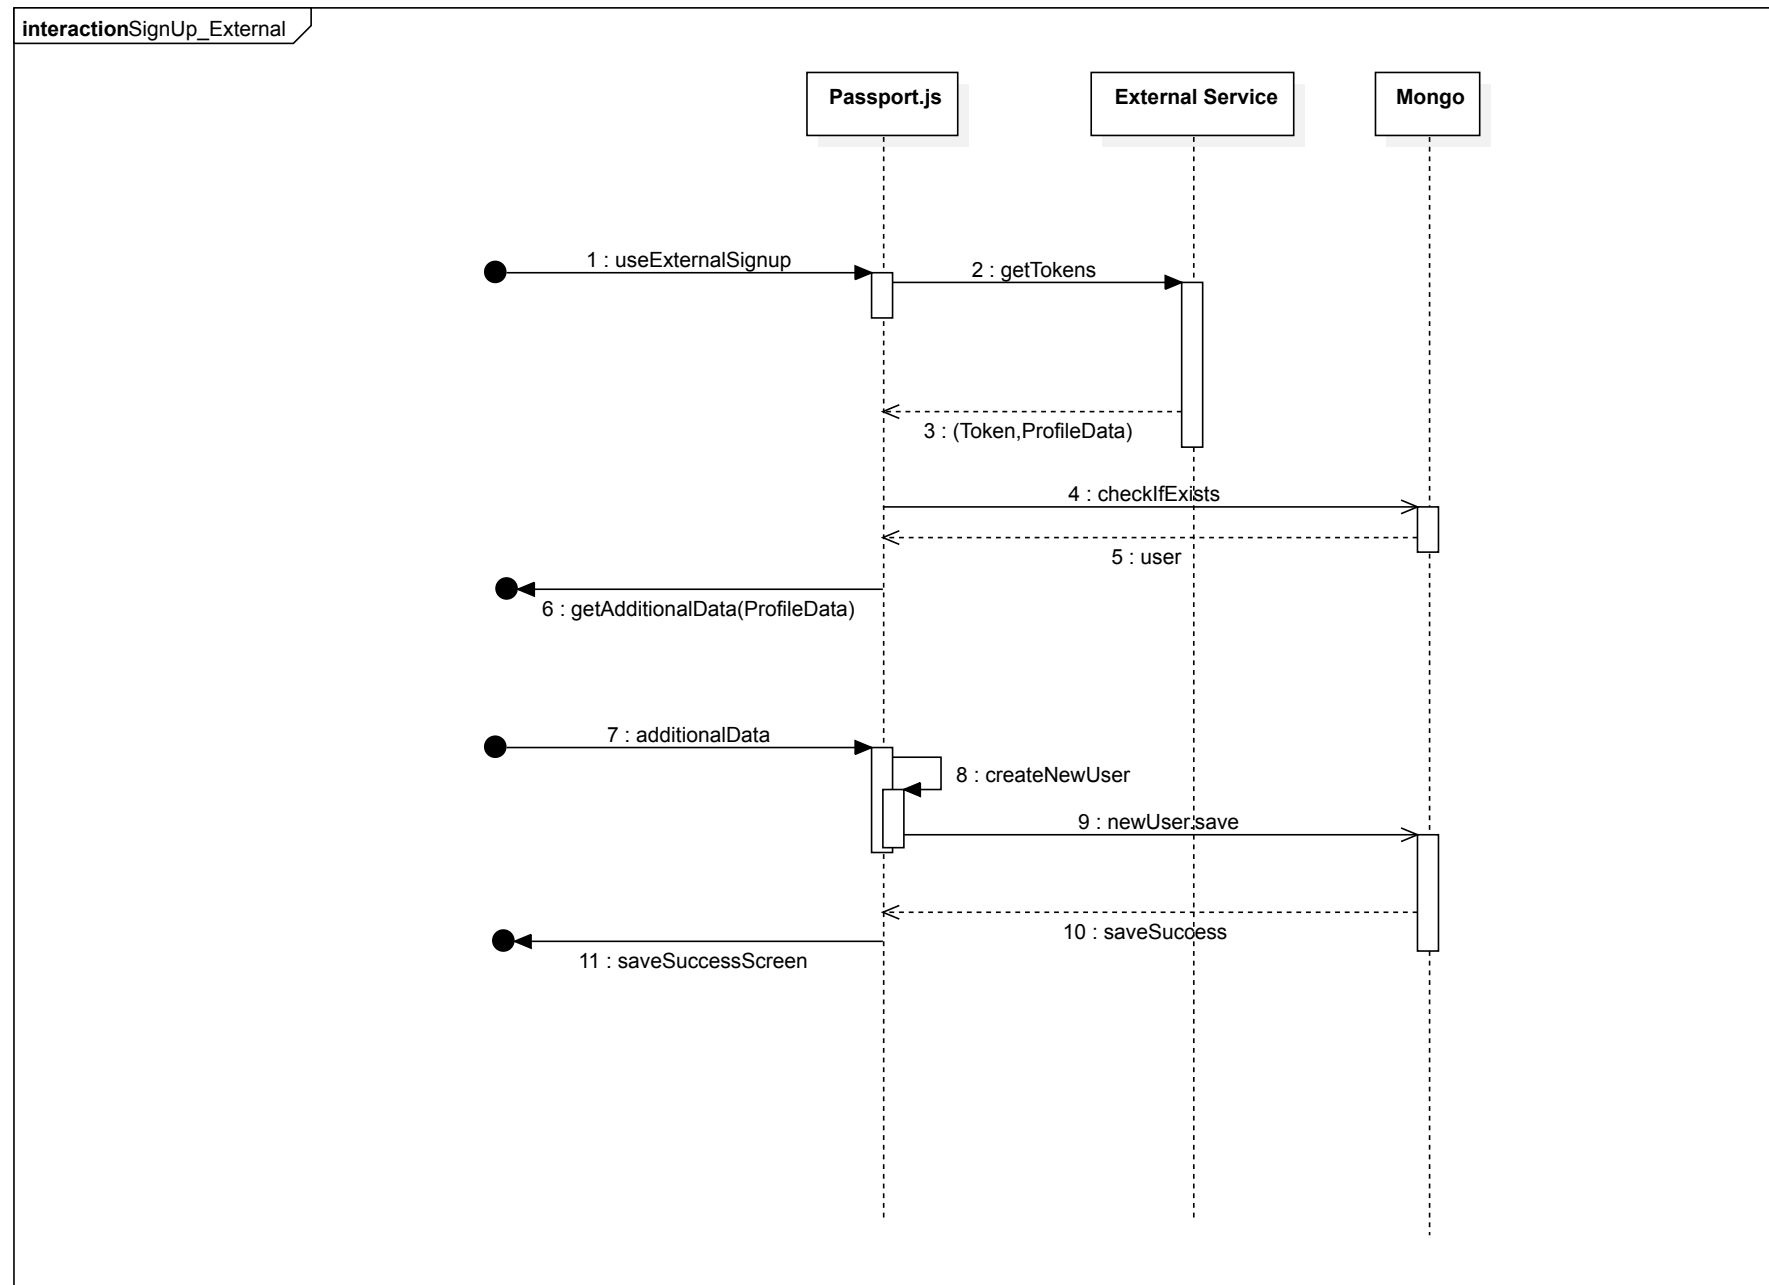 interactionSignUp_External
Passport.js
External Service
Mongo
1 : useExternalSignup
2 : getTokens
3 : (Token,ProfileData)
4 : checkIfExists
5 : user
6 : getAdditionalData(ProfileData)
7 : additionalData
8 : createNewUser
9 : newUser.save
10 : saveSuccess
11 : saveSuccessScreen